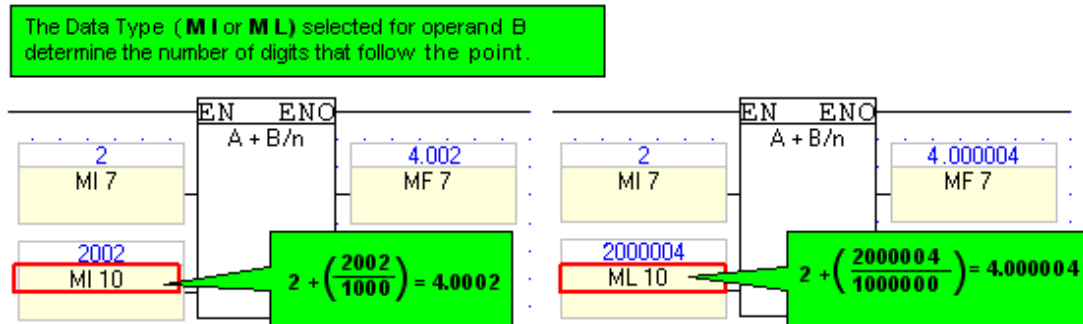 The Data Type (MI or ML) selected for operand B
determine the number of digits that follow the point.
EN ENO
A + B/n
2
MI 7
4.002
MF 7
2002
MI 10
2 + (2002/1000) = 4.0002
EN ENO
A + B/n
2
MI 7
4.000004
MF 7
2000004
ML 10
2 + (2000004/1000000) = 4.000004